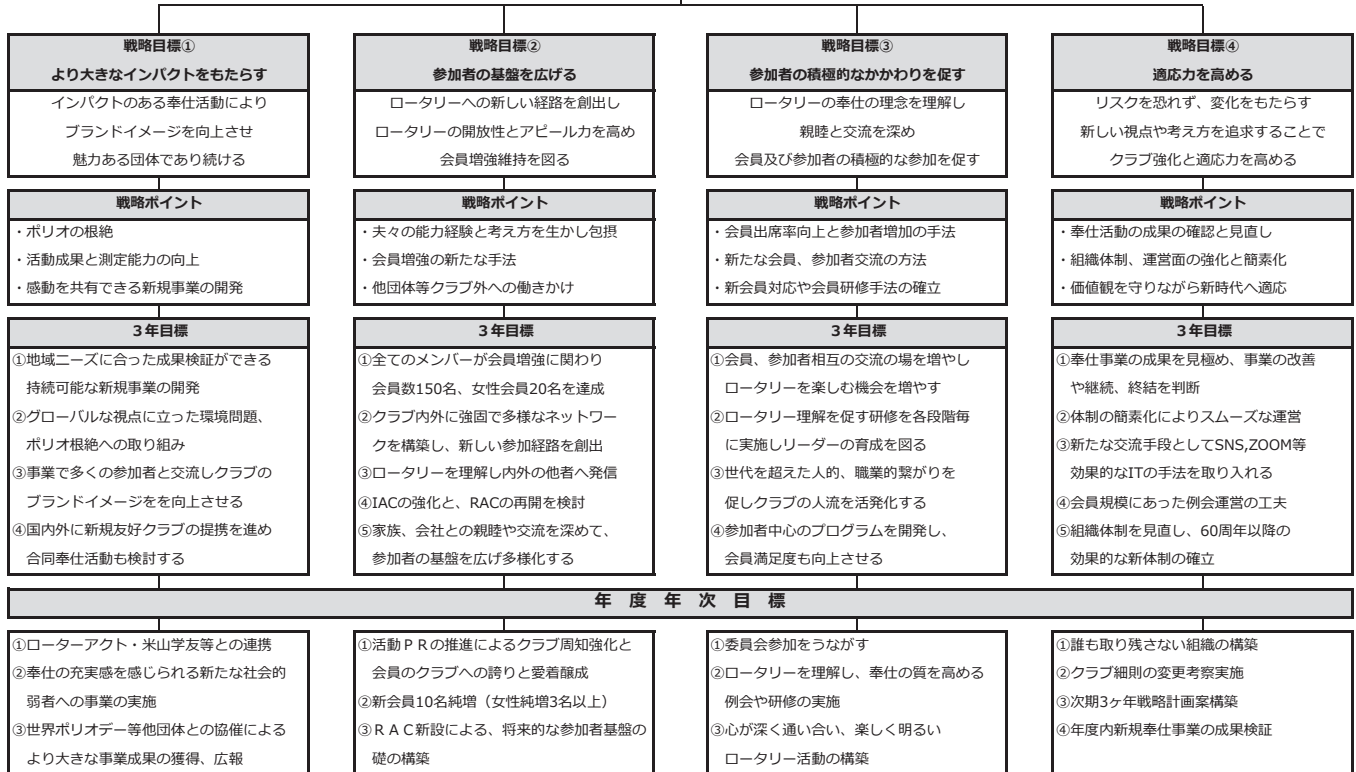 戦略目標①
より大きなインパクトをもたらす
インパクトのある奉仕活動により
ブランドイメージを向上させ
魅力ある団体であり続ける
戦略ポイント
・ポリオの根絶
・活動成果と測定能力の向上
・感動を共有できる新規事業の開発
3年目標
①地域ニーズに合った成果検証ができる
持続可能な新規事業の開発
②グローバルな視点に立った環境問題、
ポリオ根絶への取り組み
③事業で多くの参加者と交流しクラブの
ブランドイメージをを向上させる
④国内外に新規友好クラブの提携を進め
合同奉仕活動も検討する
戦略目標②
参加者の基盤を広げる
ロータリーへの新しい経路を創出し
ロータリーの開放性とアピール力を高め
会員増強維持を図る
戦略ポイント
・夫々の能力経験と考え方を生かし包摂
・会員増強の新たな手法
・他団体等クラブ外への働きかけ
3年目標
①全てのメンバーが会員増強に関わり
会員数150名、女性会員20名を達成
②クラブ内外に強固で多様なネットワー
クを構築し、新しい参加経路を創出
③ロータリーを理解し内外の他者へ発信
④IACの強化と、RACの再開を検討
⑤家族、会社との親睦や交流を深めて、
参加者の基盤を広げ多様化する
戦略目標③
参加者の積極的なかかわりを促す
ロータリーの奉仕の理念を理解し
親睦と交流を深め
会員及び参加者の積極的な参加を促す
戦略ポイント
・会員出席率向上と参加者増加の手法
・新たな会員、参加者交流の方法
・新会員対応や会員研修手法の確立
3年目標
①会員、参加者相互の交流の場を増やし
ロータリーを楽しむ機会を増やす
②ロータリー理解を促す研修を各段階毎
に実施しリーダーの育成を図る
③世代を超えた人的、職業的繋がりを
促しクラブの人流を活発化する
④参加者中心のプログラムを開発し、
会員満足度も向上させる
戦略目標④
適応力を高める
リスクを恐れず、変化をもたらす
新しい視点や考え方を追求することで
クラブ強化と適応力を高める
戦略ポイント
・奉仕活動の成果の確認と見直し
・組織体制、運営面の強化と簡素化
・価値観を守りながら新時代へ適応
3年目標
①奉仕事業の成果を見極め、事業の改善
や継続、終結を判断
②体制の簡素化によりスムーズな運営
③新たな交流手段としてSNS,ZOOM等
効果的なITの手法を取り入れる
④会員規模にあった例会運営の工夫
⑤組織体制を見直し、60周年以降の
効果的な新体制の確立
年 度 年 次 目 標
①ローターアクト・米山学友等との連携
②奉仕の充実感を感じられる新たな社会的
弱者への事業の実施
③世界ポリオデー等他団体との協催による
より大きな事業成果の獲得、広報
①活動PRの推進によるクラブ周知強化と
会員のクラブへの誇りと愛着醸成
②新会員10名純増（女性純増3名以上）
③RAC新設による、将来的な参加者基盤の
礎の構築
①委員会参加をうながす
②ロータリーを理解し、奉仕の質を高める
例会や研修の実施
③心が深く通い合い、楽しく明るい
ロータリー活動の構築
①誰も取り残さない組織の構築
②クラブ細則の変更考察実施
③次期3ヶ年戦略計画案構築
④年度内新規奉仕事業の成果検証